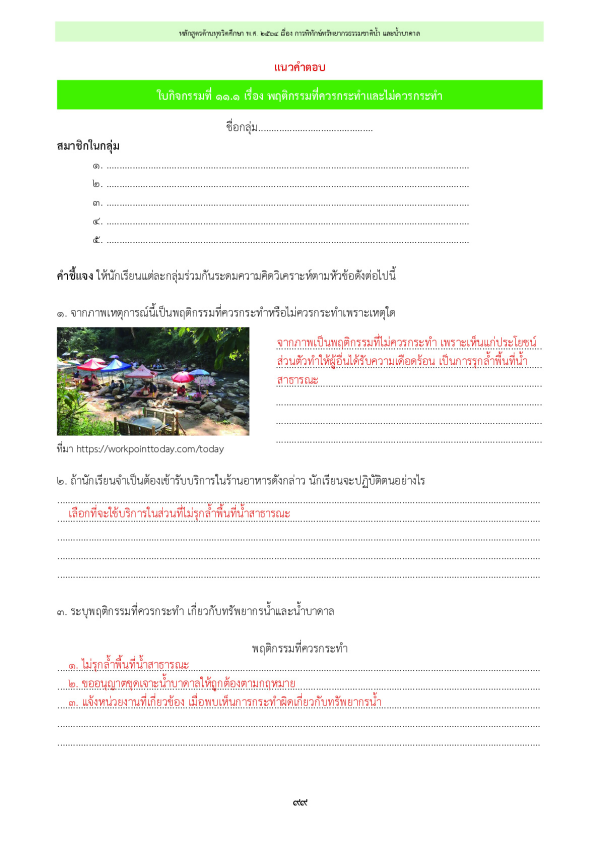 หลักสูตรต้านทุจริตศึกษา พ.ศ. ๒๕๖๔ เรื่อง การพิทักษ์ทรัพยากรธรรมชาติน้ำ และน้ำบาดาล
แนวคำตอบ
ใบกิจกรรมที่ ๑๑.๑ เรื่อง พฤติกรรมที่ควรกระทำและไม่ควรกระทำ
ชื่อกลุ่ม............................................
สมาชิกในกลุ่ม
๑. ............................................................
๒. ............................................................
๓. ............................................................
๔. ............................................................
๕. ............................................................
คำชี้แจง ให้นักเรียนแต่ละกลุ่มร่วมกันระดมความคิดวิเคราะห์ตามหัวข้อดังต่อไปนี้
๑. จากภาพเหตุการณ์นี้เป็นพฤติกรรมที่ควรกระทำหรือไม่ควรกระทำเพราะเหตุใด
จากภาพเป็นพฤติกรรมที่ไม่ควรกระทำ เพราะเห็นแก่ประโยชน์
ส่วนตัวทำให้ผู้อื่นได้รับความเดือดร้อน เป็นการรุกล้ำพื้นที่น้ำ
สาธารณะ
ที่มา https://workpointtoday.com/today
๒. ถ้านักเรียนจำเป็นต้องเข้ารับบริการในร้านอาหารดังกล่าว นักเรียนจะปฏิบัติตนอย่างไร
เลือกที่จะใช้บริการในส่วนที่ไม่รุกล้ำพื้นที่น้ำสาธารณะ
๓. ระบุพฤติกรรมที่ควรกระทำ เกี่ยวกับทรัพยากรน้ำและน้ำบาดาล
พฤติกรรมที่ควรกระทำ
๑. ไม่รุกล้ำพื้นที่น้ำสาธารณะ
๒. ขออนุญาตขุดเจาะน้ำบาดาลให้ถูกต้องตามกฎหมาย
๓. แจ้งหน่วยงานที่เกี่ยวข้อง เมื่อพบเห็นการกระทำผิดเกี่ยวกับทรัพยากรน้ำ
๙๙